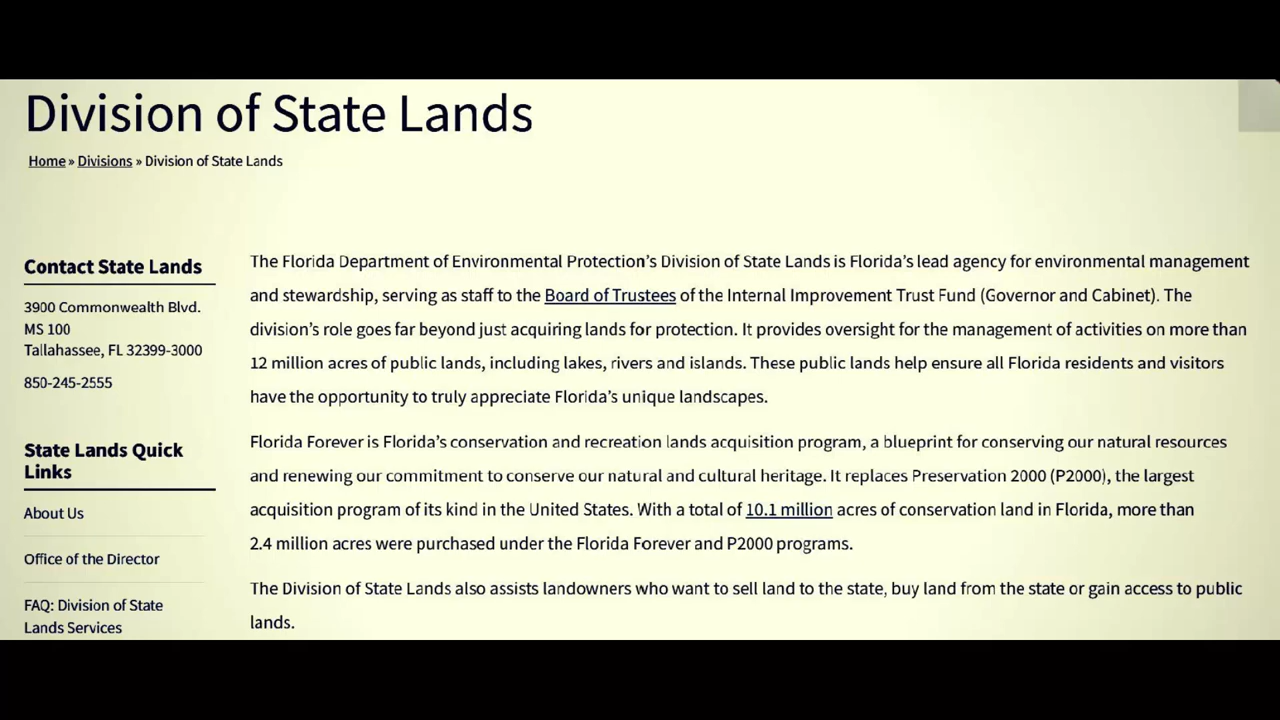 Division of State Lands
Home » Divisions » Division of State Lands
Contact State Lands
3900 Commonwealth Blvd.
MS 100
Tallahassee, FL 32399-3000
850-245-2555
State Lands Quick
Links
About Us
Office of the Director
FAQ: Division of State
Lands Services
The Florida Department of Environmental Protection's Division of State Lands is Florida's lead agency for environmental management
and stewardship, serving as staff to the Board of Trustees of the Internal Improvement Trust Fund (Governor and Cabinet). The
division's role goes far beyond just acquiring lands for protection. It provides oversight for the management of activities on more than
12 million acres of public lands, including lakes, rivers and islands. These public lands help ensure all Florida residents and visitors
have the opportunity to truly appreciate Florida's unique landscapes.
Florida Forever is Florida's conservation and recreation lands acquisition program, a blueprint for conserving our natural resources
and renewing our commitment to conserve our natural and cultural heritage. It replaces Preservation 2000 (P2000), the largest
acquisition program of its kind in the United States. With a total of 10.1 million acres of conservation land in Florida, more than
2.4 million acres were purchased under the Florida Forever and P2000 programs.
The Division of State Lands also assists landowners who want to sell land to the state, buy land from the state or gain access to public
lands.